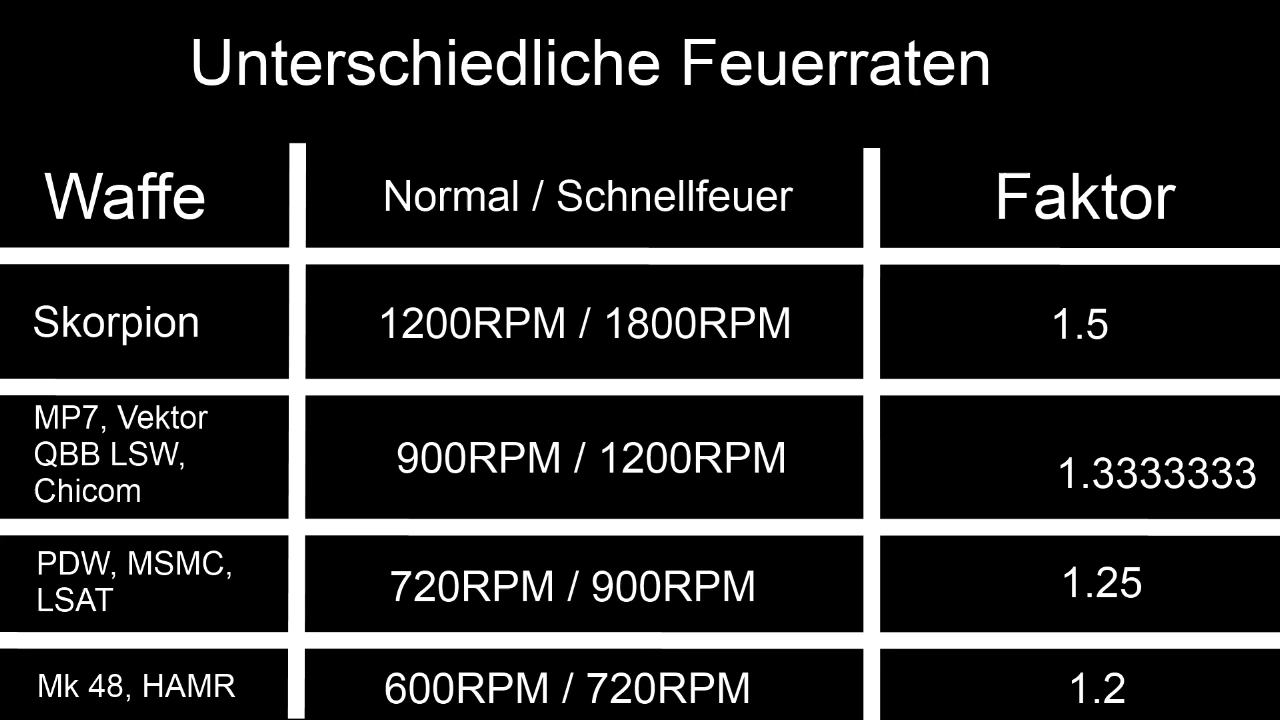 Unterschiedliche Feuerraten
Waffe
Normal / Schnellfeuer
Faktor
Skorpion
1200RPM / 1800RPM
1.5
MP7, Vektor
QBB LSW,
Chicom
900RPM / 1200RPM
1.3333333
PDW, MSMC,
LSAT
720RPM / 900RPM
1.25
Mk 48, HAMR
600RPM / 720RPM
1.2